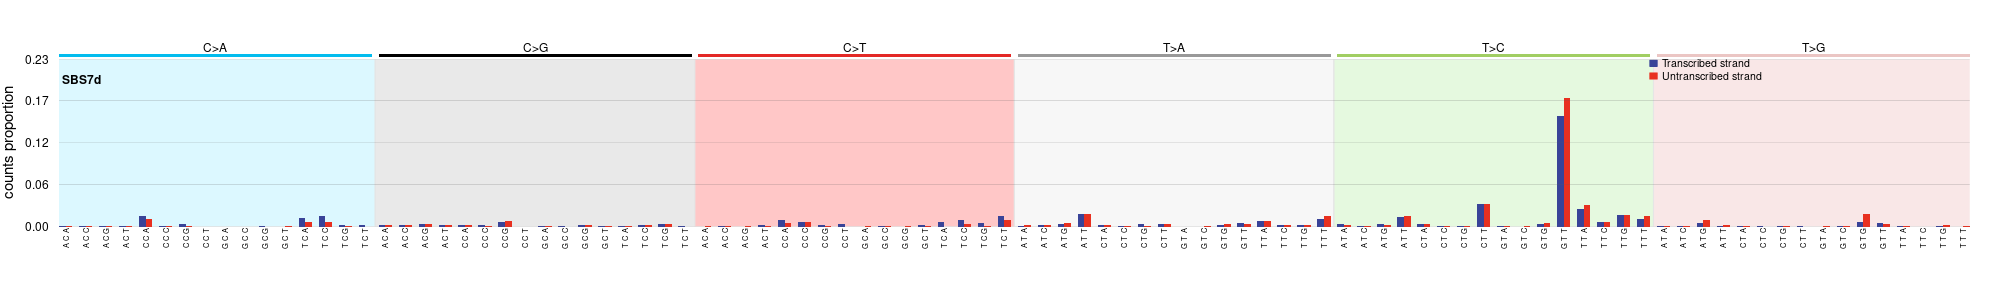 C>A C>G C>T T>A T>C T>G
0.23
SBS7d
Transcribed strand
Untranscribed strand
0.17
0.12
0.06
0.00
counts proportion
ACA ACC ACG ACT CCA CCC CCG CCT GCA GCC GCG GCT TCA TCC TCG TCT ACA ACC ACG ACT CCA CCC CCG CCT GCA GCC GCG GCT TCA TCC TCG TCT ACA ACC ACG ACT CCA CCC CCG CCT GCA GCC GCG GCT TCA TCC TCG TCT ATA ATC ATG ATT CTA CTC CTG CTT GTA GTC GTG GTT TTA TTC TTG TTT ATA ATC ATG ATT CTA CTC CTG CTT GTA GTC GTG GTT TTA TTC TTG TTT ATA ATC ATG ATT CTA CTC CTG CTT GTA GTC GTG GTT TTA TTC TTG TTT